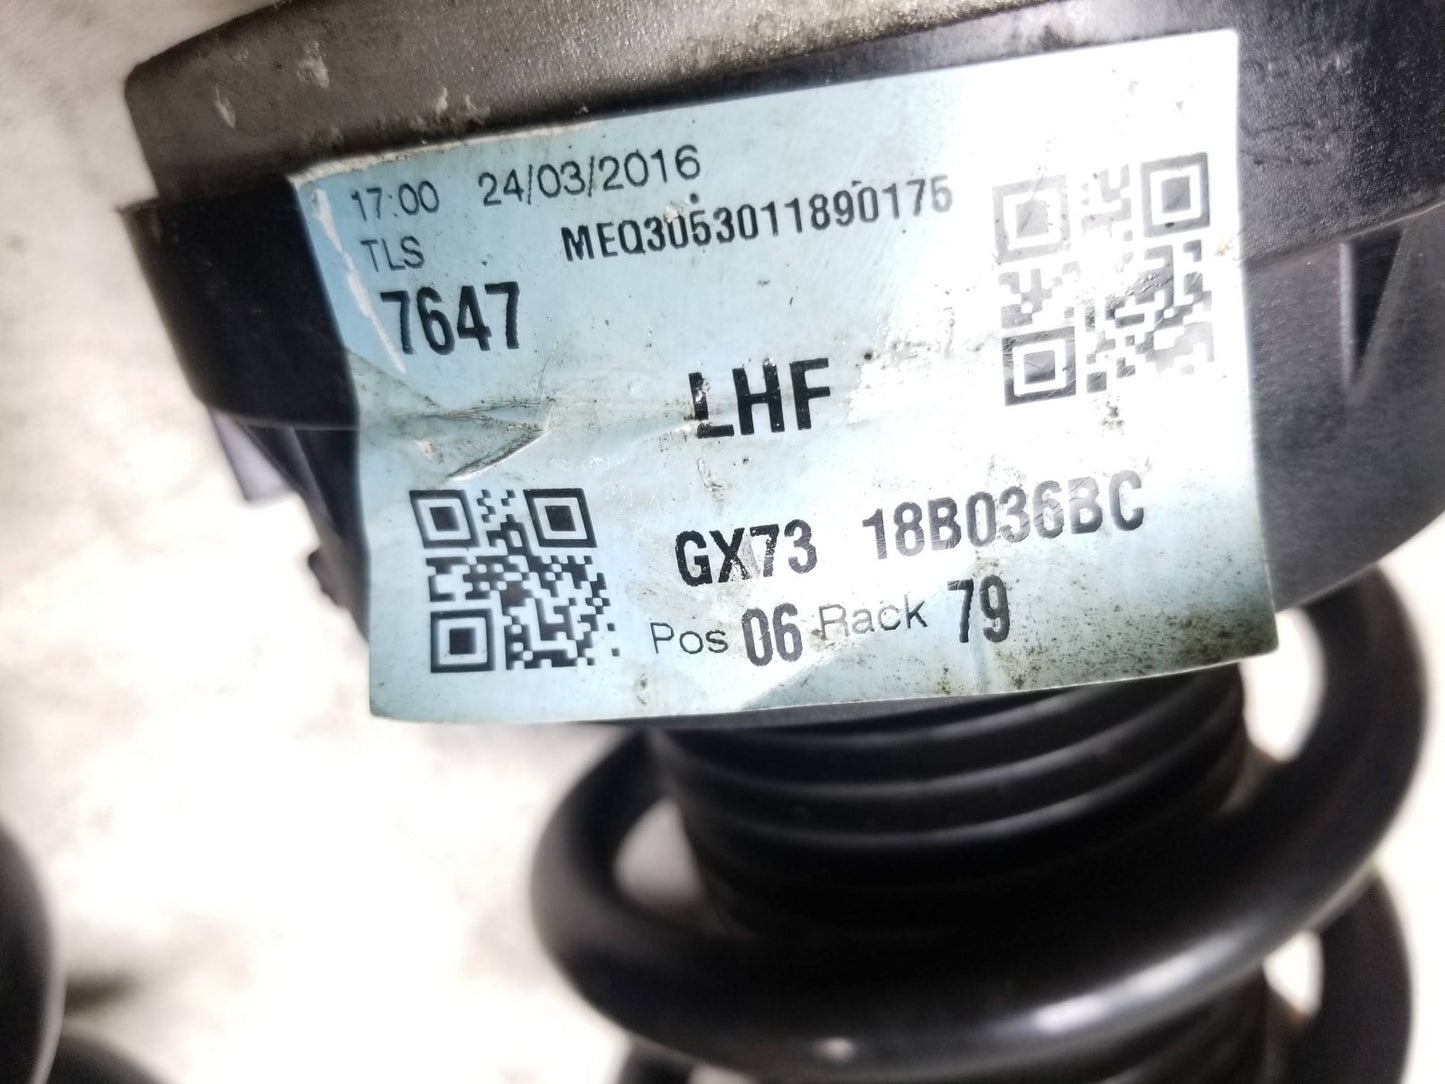 17:00 24/03/2016
TLS MEQ3053011890175
7647
LHF
GX73 18B036BC
Pos 06 Rack 79